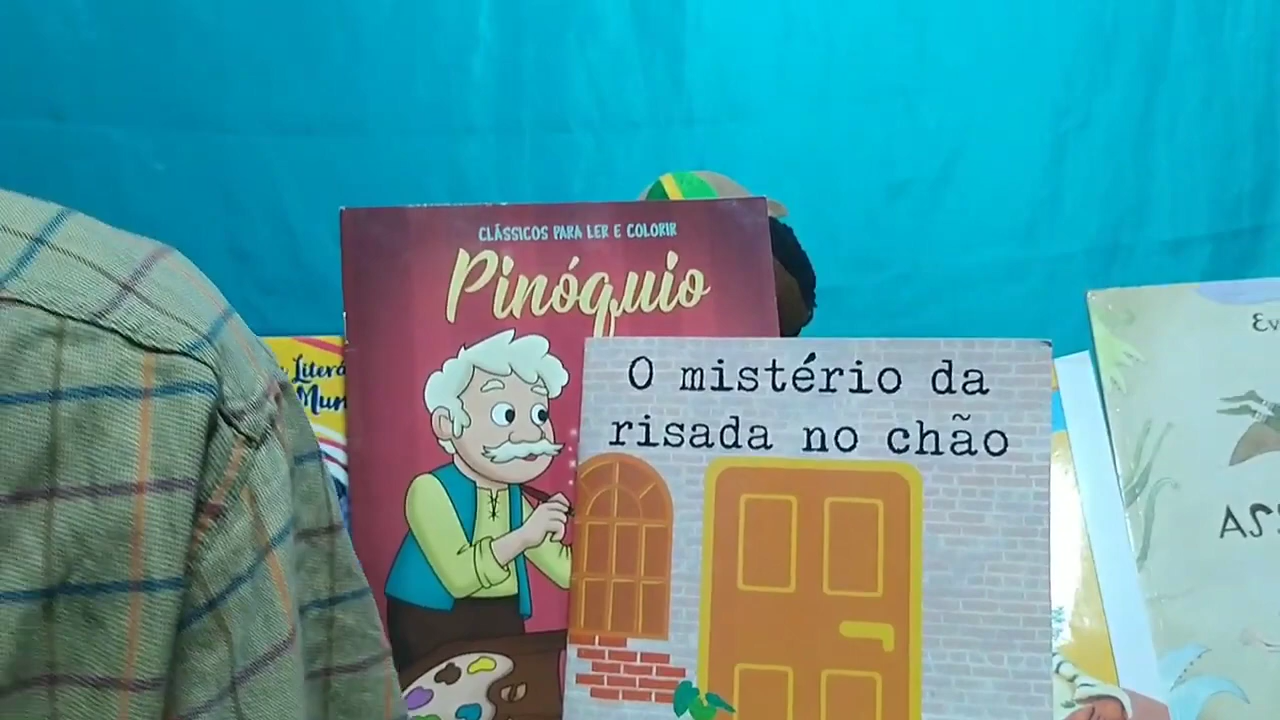 CLÁSSICOS PARA LER E COLORIR
Pinóquio
O mistério da
risada no chão